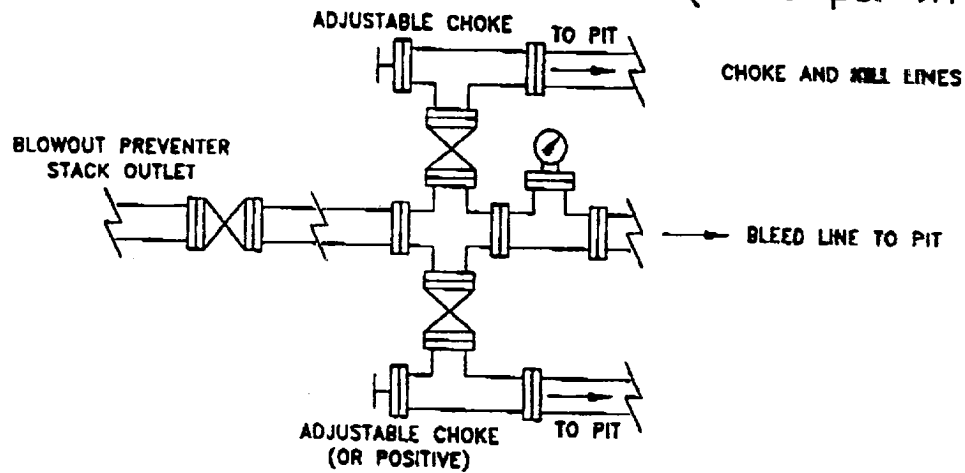 ADJUSTABLE CHOKE
TO PIT
CHOKE AND KILL LINES
BLOWOUT PREVENTER
STACK OUTLET
BLEED LINE TO PIT
ADJUSTABLE CHOKE
(OR POSITIVE)
TO PIT